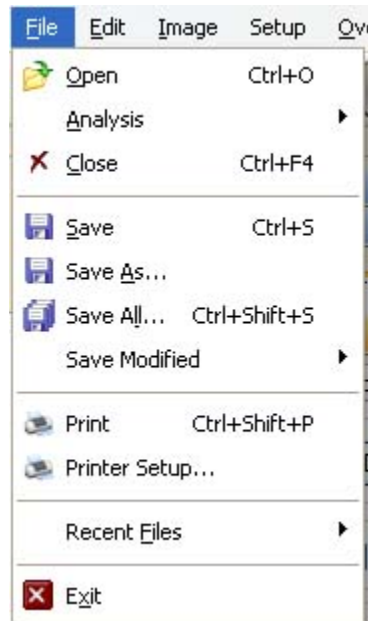 File Edit Image Setup
Open Ctrl+O
Analysis
Close Ctrl+F4
Save Ctrl+S
Save As...
Save All... Ctrl+Shift+S
Save Modified
Print Ctrl+Shift+P
Printer Setup...
Recent Files
Exit